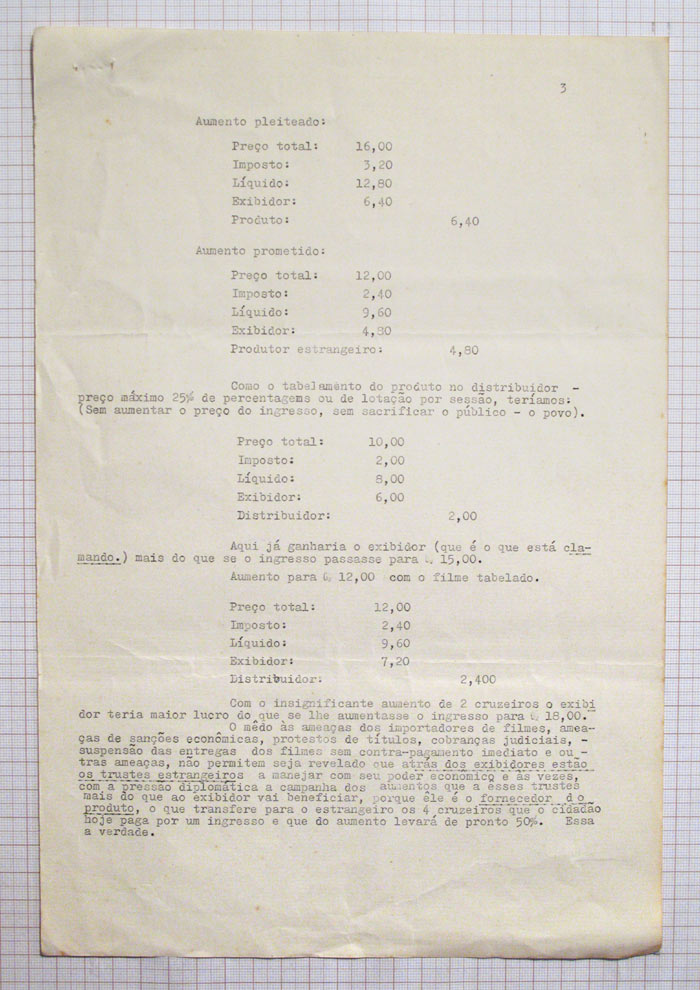 3
Aumento pleiteado:
Preço total: 16,00
Imposto: 3,20
Líquido: 12,80
Exibidor: 6,40
Produto: 6,40
Aumento prometido:
Preço total: 12,00
Imposto: 2,40
Líquido: 9,60
Exibidor: 4,80
Produtor estrangeiro: 4,80
Como o tabelamento do produto no distribuidor -
preço máximo 25% de percentagems ou de lotação por sessão, teríamos:
(Sem aumentar o preço do ingresso, sem sacrificar o público - o povo).
Preço total: 10,00
Imposto: 2,00
Líquido: 8,00
Exibidor: 6,00
Distribuidor: 2,00
Aqui já ganharia o exibidor (que é o que está cla-
mando.) mais do que se o ingresso passasse para 15,00.
Aumento para 12,00 com o filme tabelado.
Preço total: 12,00
Imposto: 2,40
Líquido: 9,60
Exibidor: 7,20
Distribuidor: 2,400
Com o insignificante aumento de 2 cruzeiros o exibi
dor teria maior lucro do que se lhe aumentasse o ingresso para 18,00.
O mêdo às ameaças dos importadores de filmes, amea-
ças de sanções econômicas, protestos de títulos, cobranças judiciais, -
suspensão das entregas dos filmes sem contra-pagamento imediato e ou -
tras ameaças, não permitem seja revelado que atrás dos exibidores estão
os trustes estrangeiros a manejar com seu poder economico e às vezes,
com a pressão diplomática a campanha dos aumentos que a esses trustes
mais do que ao exibidor vai beneficiar, porque êle é o fornecedor do
produto, o que transfere para o estrangeiro os 4 cruzeiros que o cidadão
hoje paga por um ingresso e que do aumento levará de pronto 50%. Essa
a verdade.